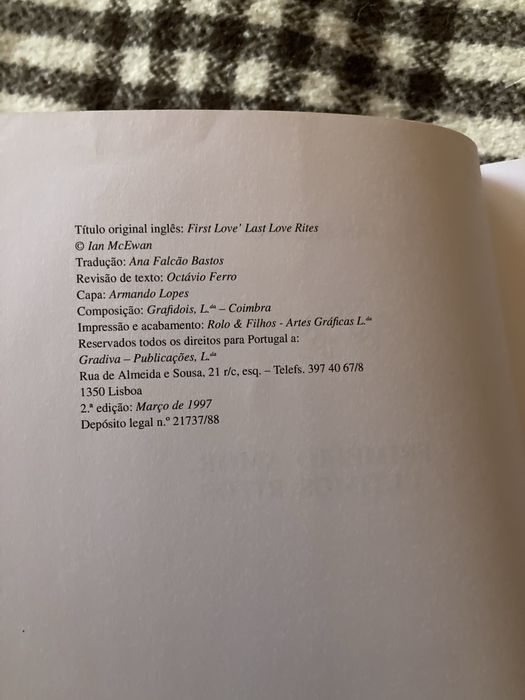 Título original inglês: First Love' Last Love Rites
© Ian McEwan
Tradução: Ana Falcão Bastos
Revisão de texto: Octávio Ferro
Capa: Armando Lopes
Composição: Grafidois, L.da – Coimbra
Impressão e acabamento: Rolo & Filhos - Artes Gráficas L.da
Reservados todos os direitos para Portugal a:
Gradiva – Publicações, L.da
Rua de Almeida e Sousa, 21 r/c, esq. – Telefs. 397 40 67/8
1350 Lisboa
2.ª edição: Março de 1997
Depósito legal n.º 21737/88